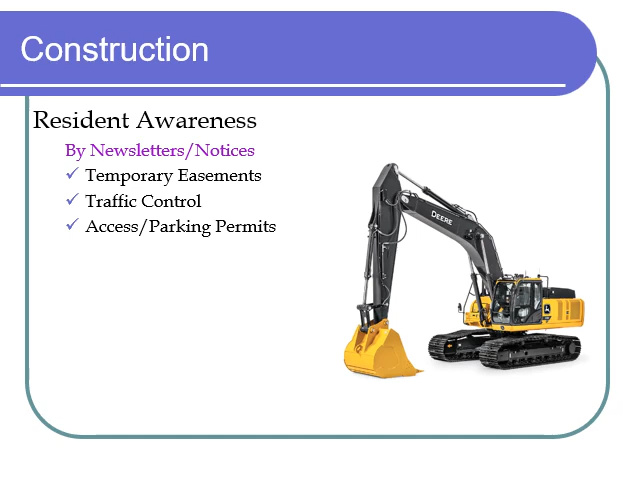 Construction
Resident Awareness
By Newsletters/Notices
Temporary Easements
Traffic Control
Access/Parking Permits
DEERE